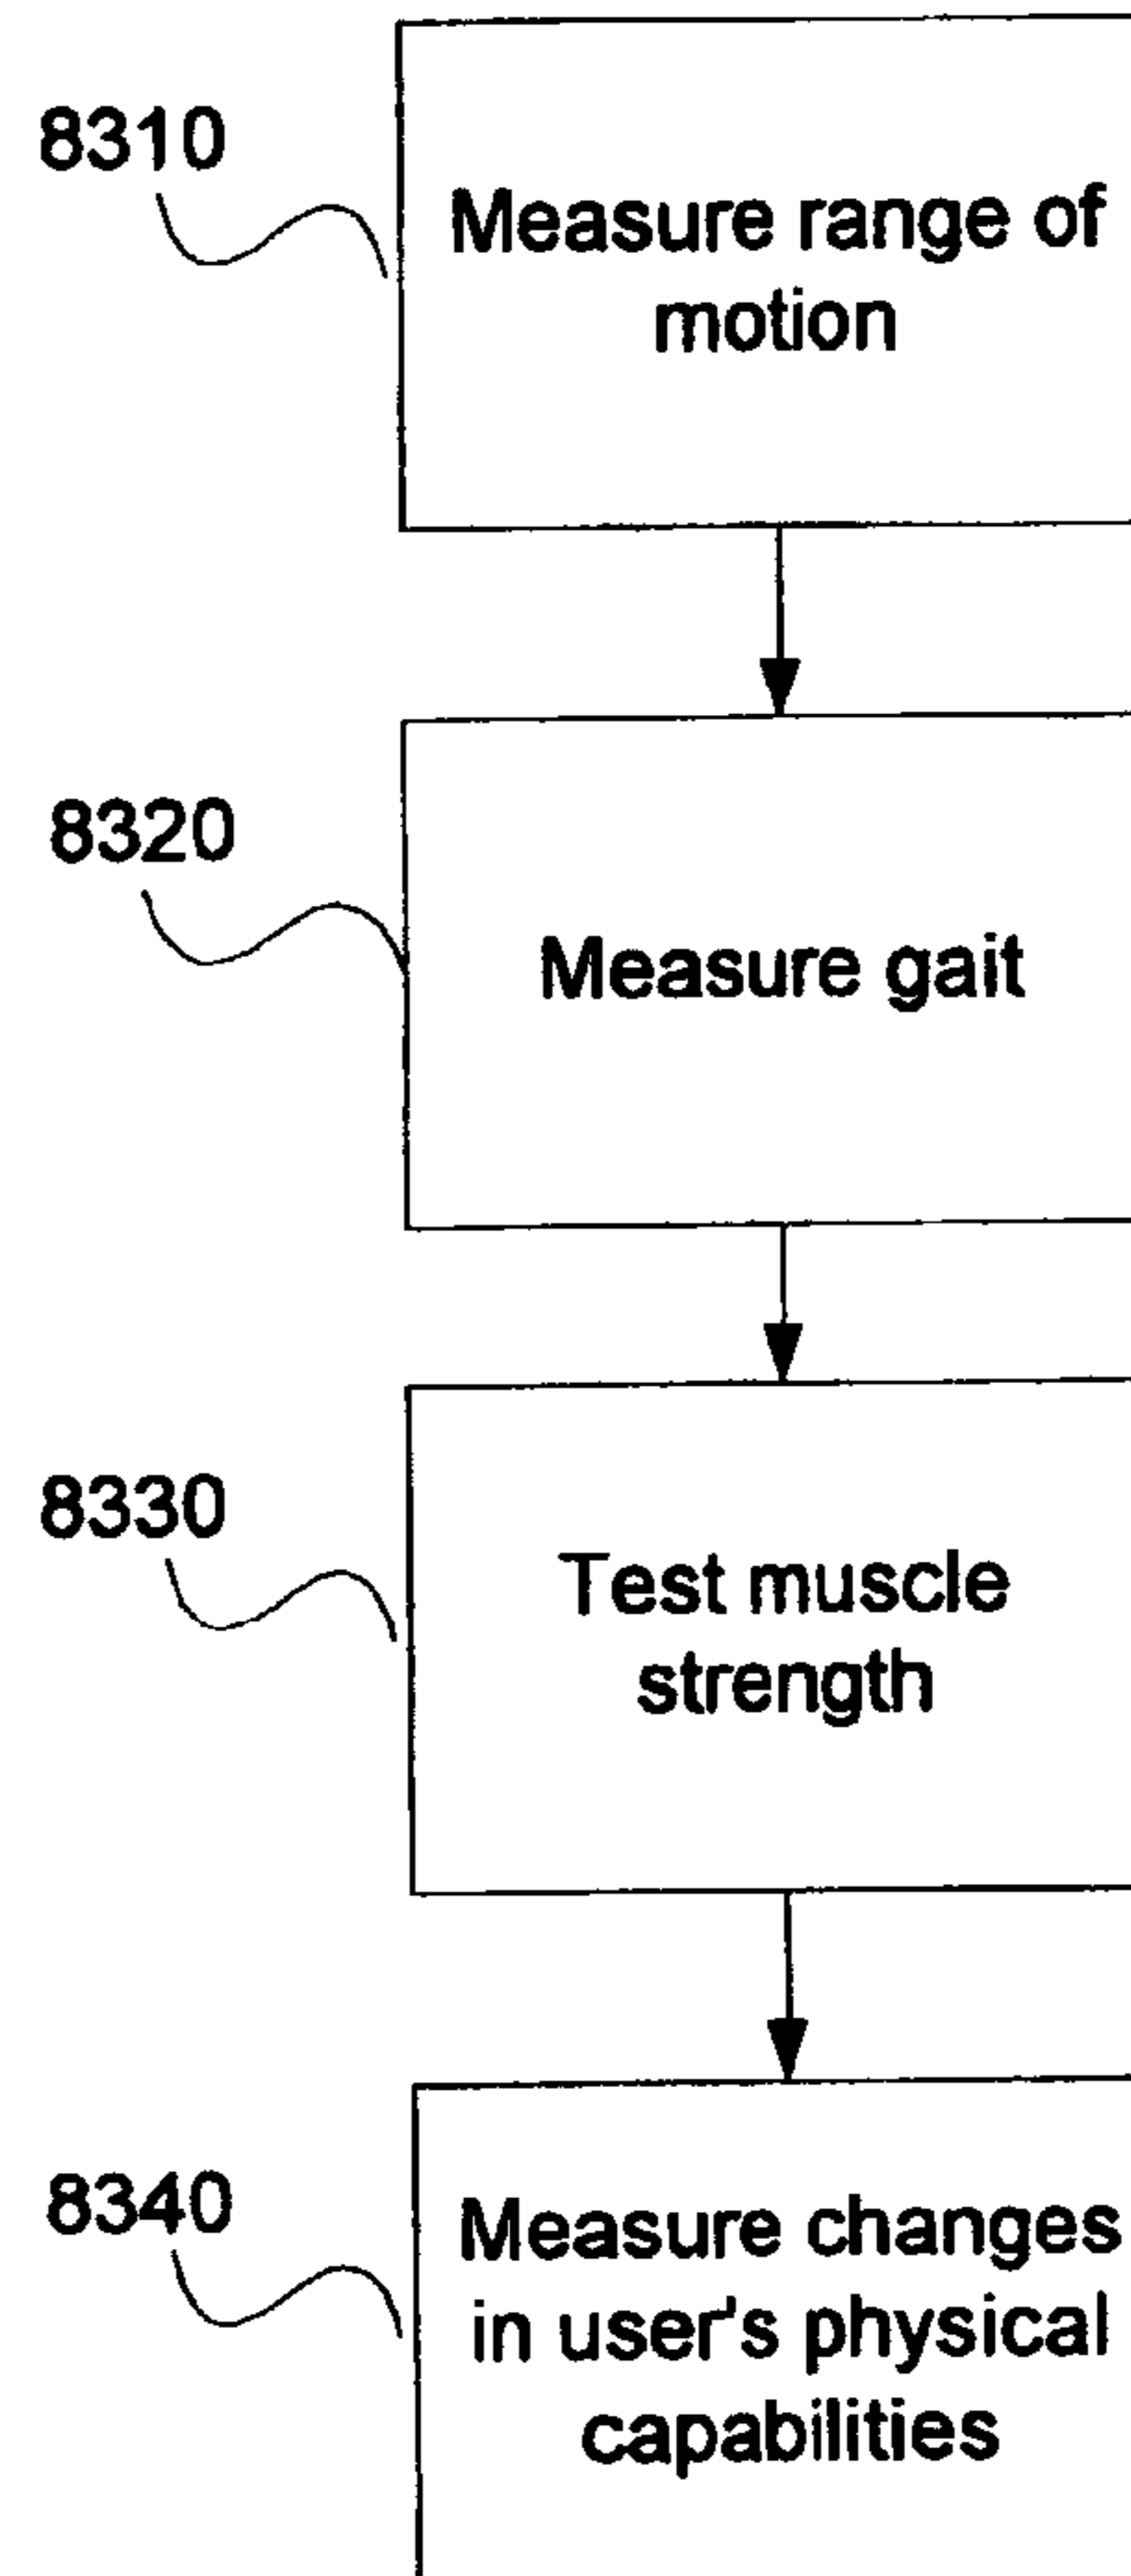 8310
Measure range of
motion
8320
Measure gait
8330
Test muscle
strength
8340
Measure changes
in user's physical
capabilities